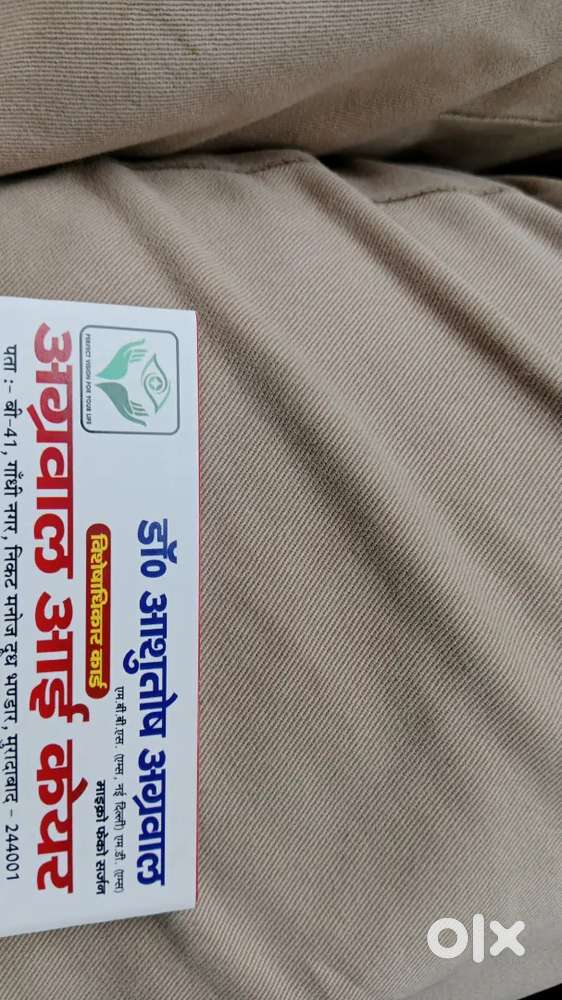 PERFECT VISION FOR YOUR LIFE
डॉ० आशुतोष अग्रवाल
एम.बी.बी.एस. (एम्स, नई दिल्ली) एम.डी. (एम्स)
माइक्रो फेको सर्जन
विशेषाधिकार कार्ड
अग्रवाल आई केयर
पता :- बी-41, गाँधी नगर, निकट मनोज दूध भण्डार, मुरादाबाद - 244001
olx